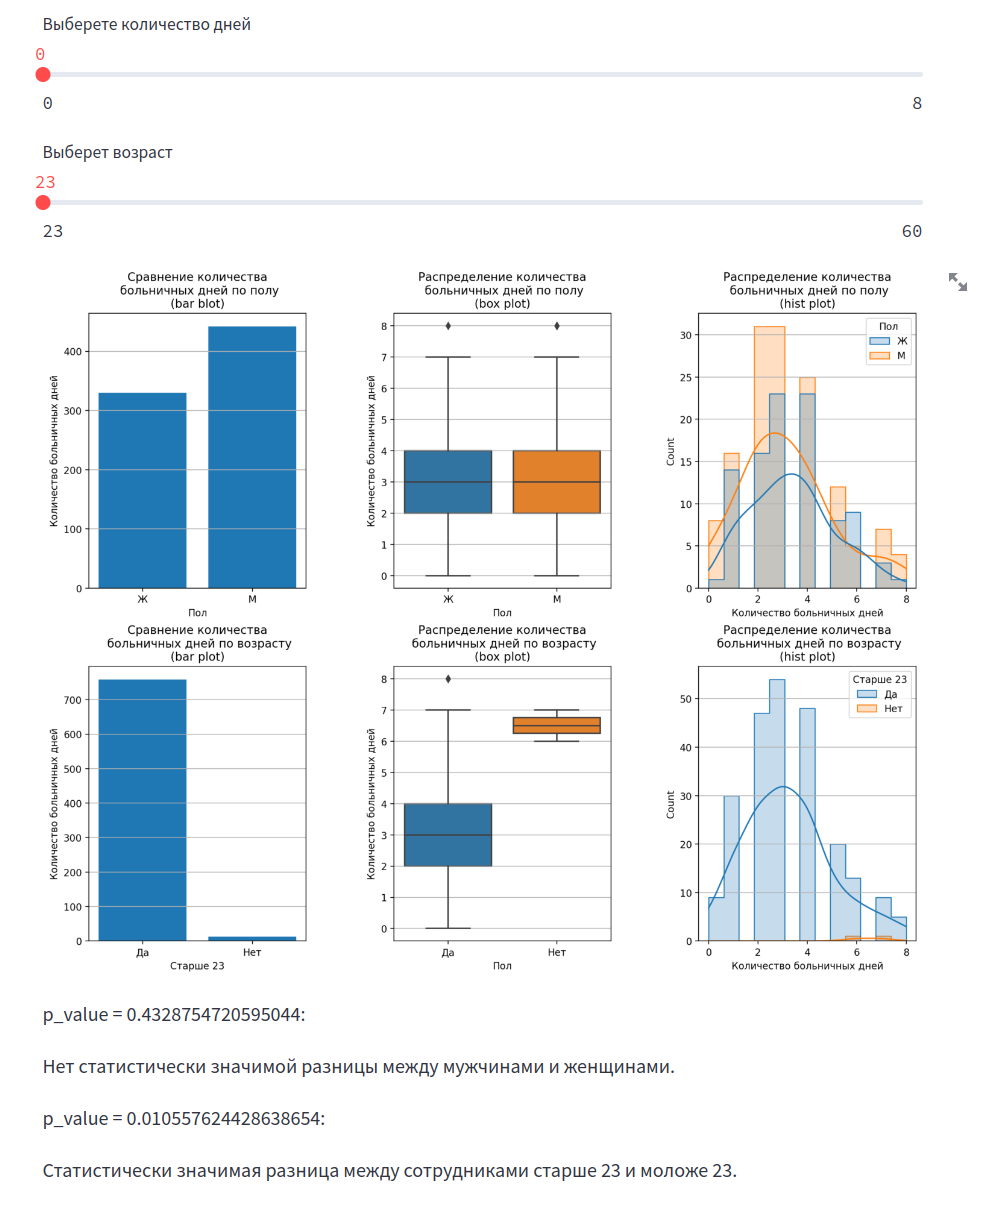 Выберете количество дней
0
0
8
Выберет возраст
23
23
60
Сравнение количества
больничных дней по полу
(bar blot)
Количество больничных дней
400
300
200
100
0
Ж
М
Пол
Распределение количества
больничных дней по полу
(box plot)
Количество больничных дней
8
7
6
5
4
3
2
1
0
Ж
М
Пол
Распределение количества
больничных дней по полу
(hist plot)
Пол
Ж
М
Count
30
25
20
15
10
5
0
0
2
4
6
8
Количество больничных дней
Сравнение количества
больничных дней по возрасту
(bar plot)
Количество больничных дней
700
600
500
400
300
200
100
0
Да
Нет
Старше 23
Распределение количества
больничных дней по возрасту
(box plot)
Количество больничных дней
8
7
6
5
4
3
2
1
0
Да
Нет
Пол
Распределение количества
больничных дней по возрасту
(hist plot)
Старше 23
Да
Нет
Count
50
40
30
20
10
0
0
2
4
6
8
Количество больничных дней
p_value = 0.4328754720595044:
Нет статистически значимой разницы между мужчинами и женщинами.
p_value = 0.010557624428638654:
Статистически значимая разница между сотрудниками старше 23 и моложе 23.